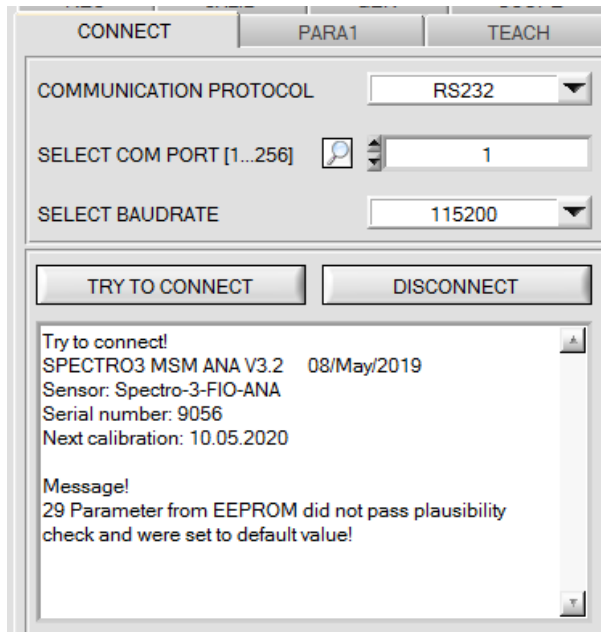 CONNECT PARA1 TEACH
COMMUNICATION PROTOCOL RS232
SELECT COM PORT [1...256] 1
SELECT BAUDRATE 115200
TRY TO CONNECT DISCONNECT
Try to connect!
SPECTRO3 MSM ANA V3.2 08/May/2019
Sensor: Spectro-3-FIO-ANA
Serial number: 9056
Next calibration: 10.05.2020
Message!
29 Parameter from EEPROM did not pass plausibility
check and were set to default value!